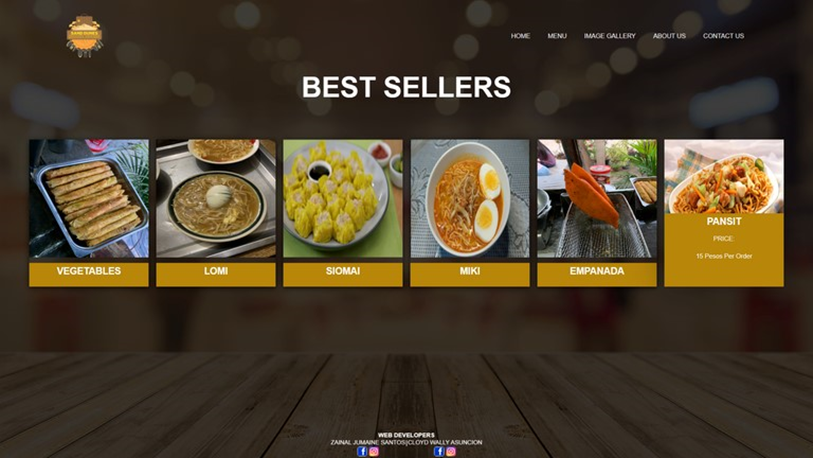 HOME MENU IMAGE GALLERY ABOUT US CONTACT US
BEST SELLERS
VEGETABLES
LOMI
SIOMAI
MIKI
EMPANADA
PANSIT
PRICE:
15 Pesos Per Order
WEB DEVELOPERS
ZAINAL JUMAINE SANTOS|CLOYD WALLY ASUNCION